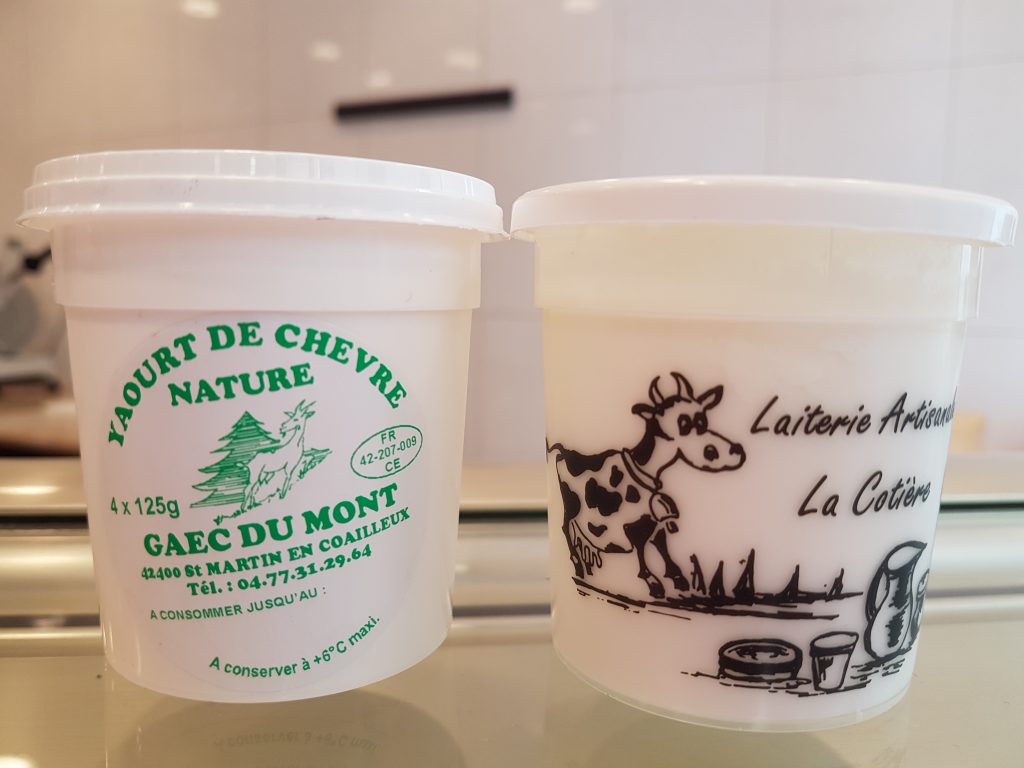 YAOURT DE CHEVRE
NATURE
FR
42-207-009
CE
4 x 125g
GAEC DU MONT
42400 St MARTIN EN COAILLEUX
Tél. : 04.77.31.29.64
A CONSOMMER JUSQU'AU :
A conserver à +6°C maxi.
Laiterie Artisanal
La Cotière